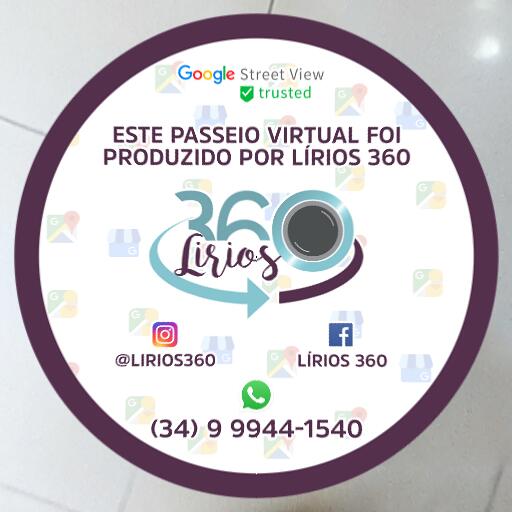 Google Street View
trusted
ESTE PASSEIO VIRTUAL FOI
PRODUZIDO POR LÍRIOS 360
360
Lírios
@LIRIOS360
LÍRIOS 360
(34) 9 9944-1540